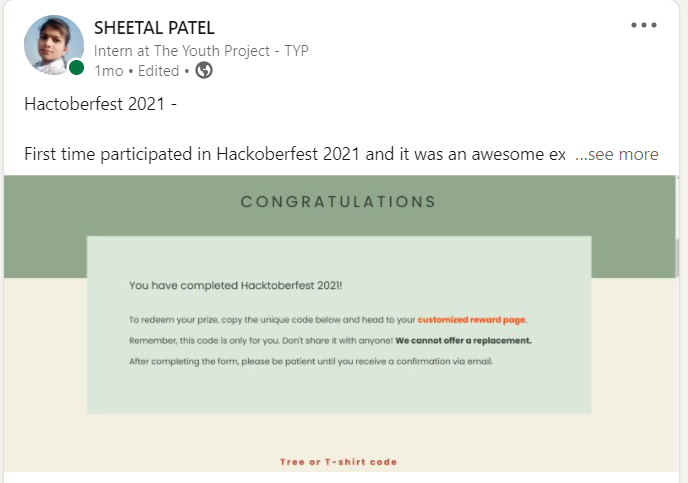 SHEETAL PATEL
Intern at The Youth Project - TYP
1mo • Edited •
Hactoberfest 2021 -
First time participated in Hackoberfest 2021 and it was an awesome ex ...see more
CONGRATULATIONS
You have completed Hacktoberfest 2021!
To redeem your prize, copy the unique code below and head to your customized reward page.
Remember, this code is only for you. Don't share it with anyone! We cannot offer a replacement.
After completing the form, please be patient until you receive a confirmation via email.
Tree or T-shirt code